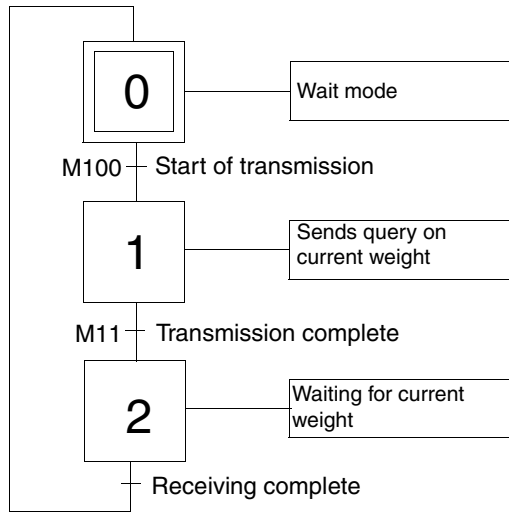 0
Wait mode
M100 Start of transmission
1
Sends query on
current weight
M11 Transmission complete
2
Waiting for current
weight
Receiving complete